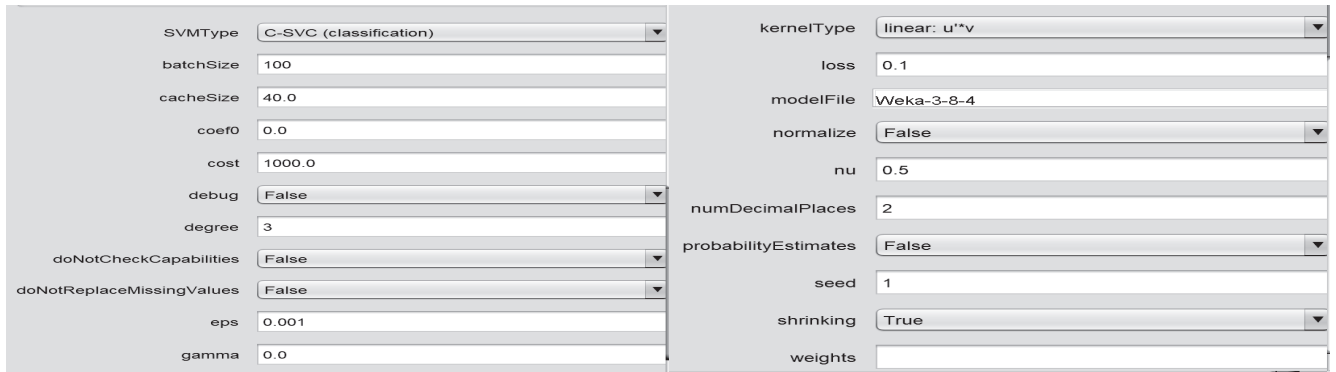 SVMType C-SVC (classification)
batchSize 100
cacheSize 40.0
coef0 0.0
cost 1000.0
debug False
degree 3
doNotCheckCapabilities False
doNotReplaceMissingValues False
eps 0.001
gamma 0.0
kernelType linear: u'*v
loss 0.1
modelFile Weka-3-8-4
normalize False
nu 0.5
numDecimalPlaces 2
probabilityEstimates False
seed 1
shrinking True
weights